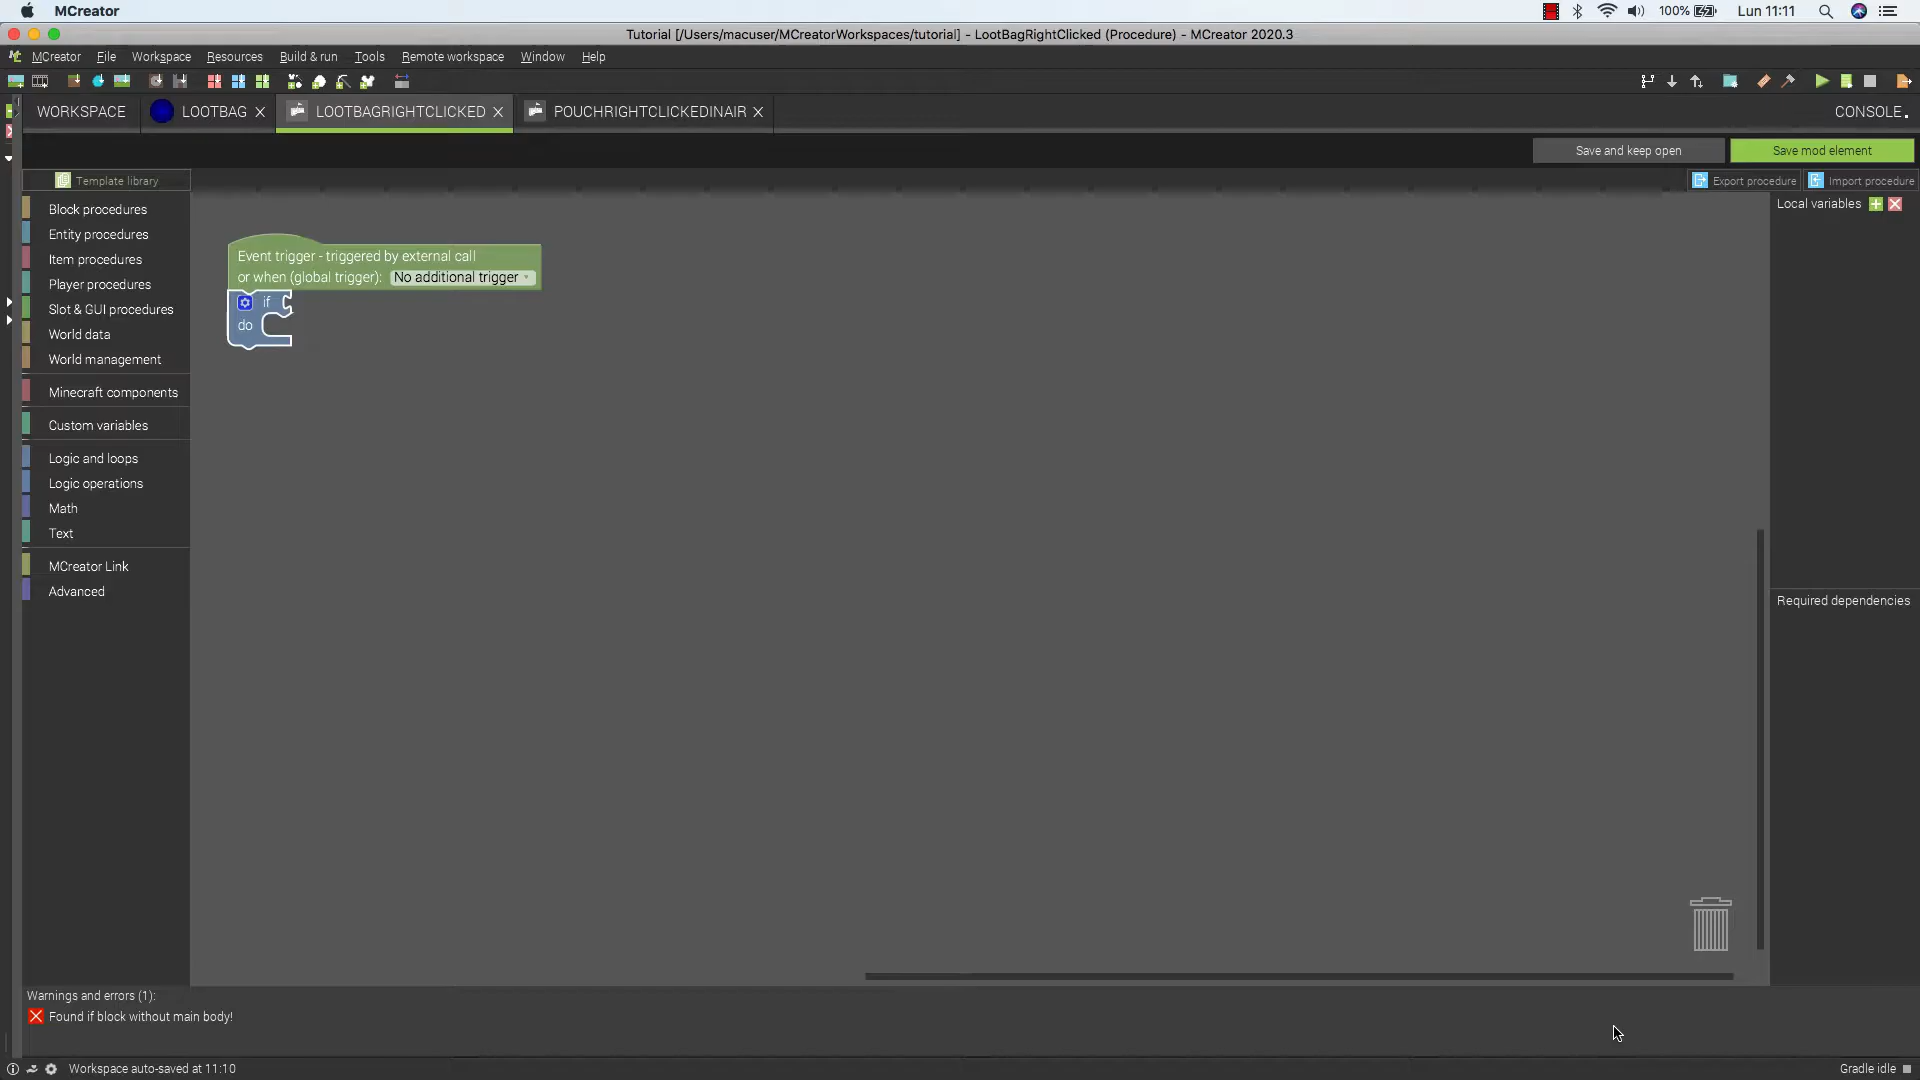 MCreator
100%
Lun 11:11
Tutorial [/Users/macuser/MCreatorWorkspaces/tutorial] - LootBagRightClicked (Procedure) - MCreator 2020.3
MCreator File Workspace Resources Build & run Tools Remote workspace Window Help
WORKSPACE LOOTBAG LOOTBAGRIGHTCLICKED POUCHRIGHTCLICKEDINAIR CONSOLE
Save and keep open Save mod element
Template library
Export procedure Import procedure
Block procedures
Entity procedures
Item procedures
Player procedures
Slot & GUI procedures
World data
World management
Minecraft components
Custom variables
Logic and loops
Logic operations
Math
Text
MCreator Link
Advanced
Event trigger - triggered by external call
or when (global trigger): No additional trigger
if
do
Local variables
Required dependencies
Warnings and errors (1):
Found if block without main body!
Workspace auto-saved at 11:10
Gradle idle